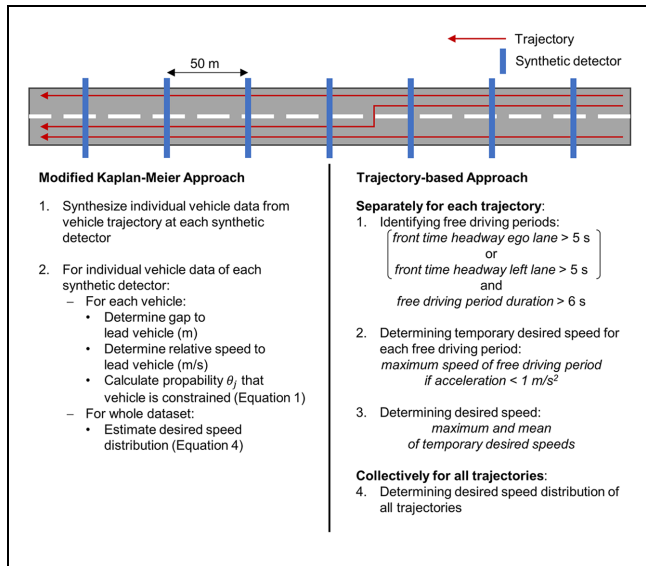 Trajectory
Synthetic detector
50 m
Modified Kaplan-Meier Approach
1. Synthesize individual vehicle data from
vehicle trajectory at each synthetic
detector
2. For individual vehicle data of each
synthetic detector:
– For each vehicle:
• Determine gap to
lead vehicle (m)
• Determine relative speed to
lead vehicle (m/s)
• Calculate propability θj that
vehicle is constrained (Equation 1)
– For whole dataset:
• Estimate desired speed
distribution (Equation 4)
Trajectory-based Approach
Separately for each trajectory:
1. Identifying free driving periods:
front time headway ego lane > 5 s
or
front time headway left lane > 5 s
and
free driving period duration > 6 s
2. Determining temporary desired speed for
each free driving period:
maximum speed of free driving period
if acceleration < 1 m/s²
3. Determining desired speed:
maximum and mean
of temporary desired speeds
Collectively for all trajectories:
4. Determining desired speed distribution of
all trajectories